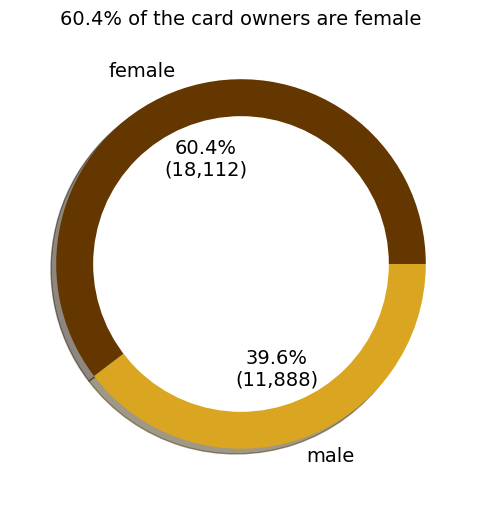 60.4% of the card owners are female
female
60.4%
(18,112)
39.6%
(11,888)
male